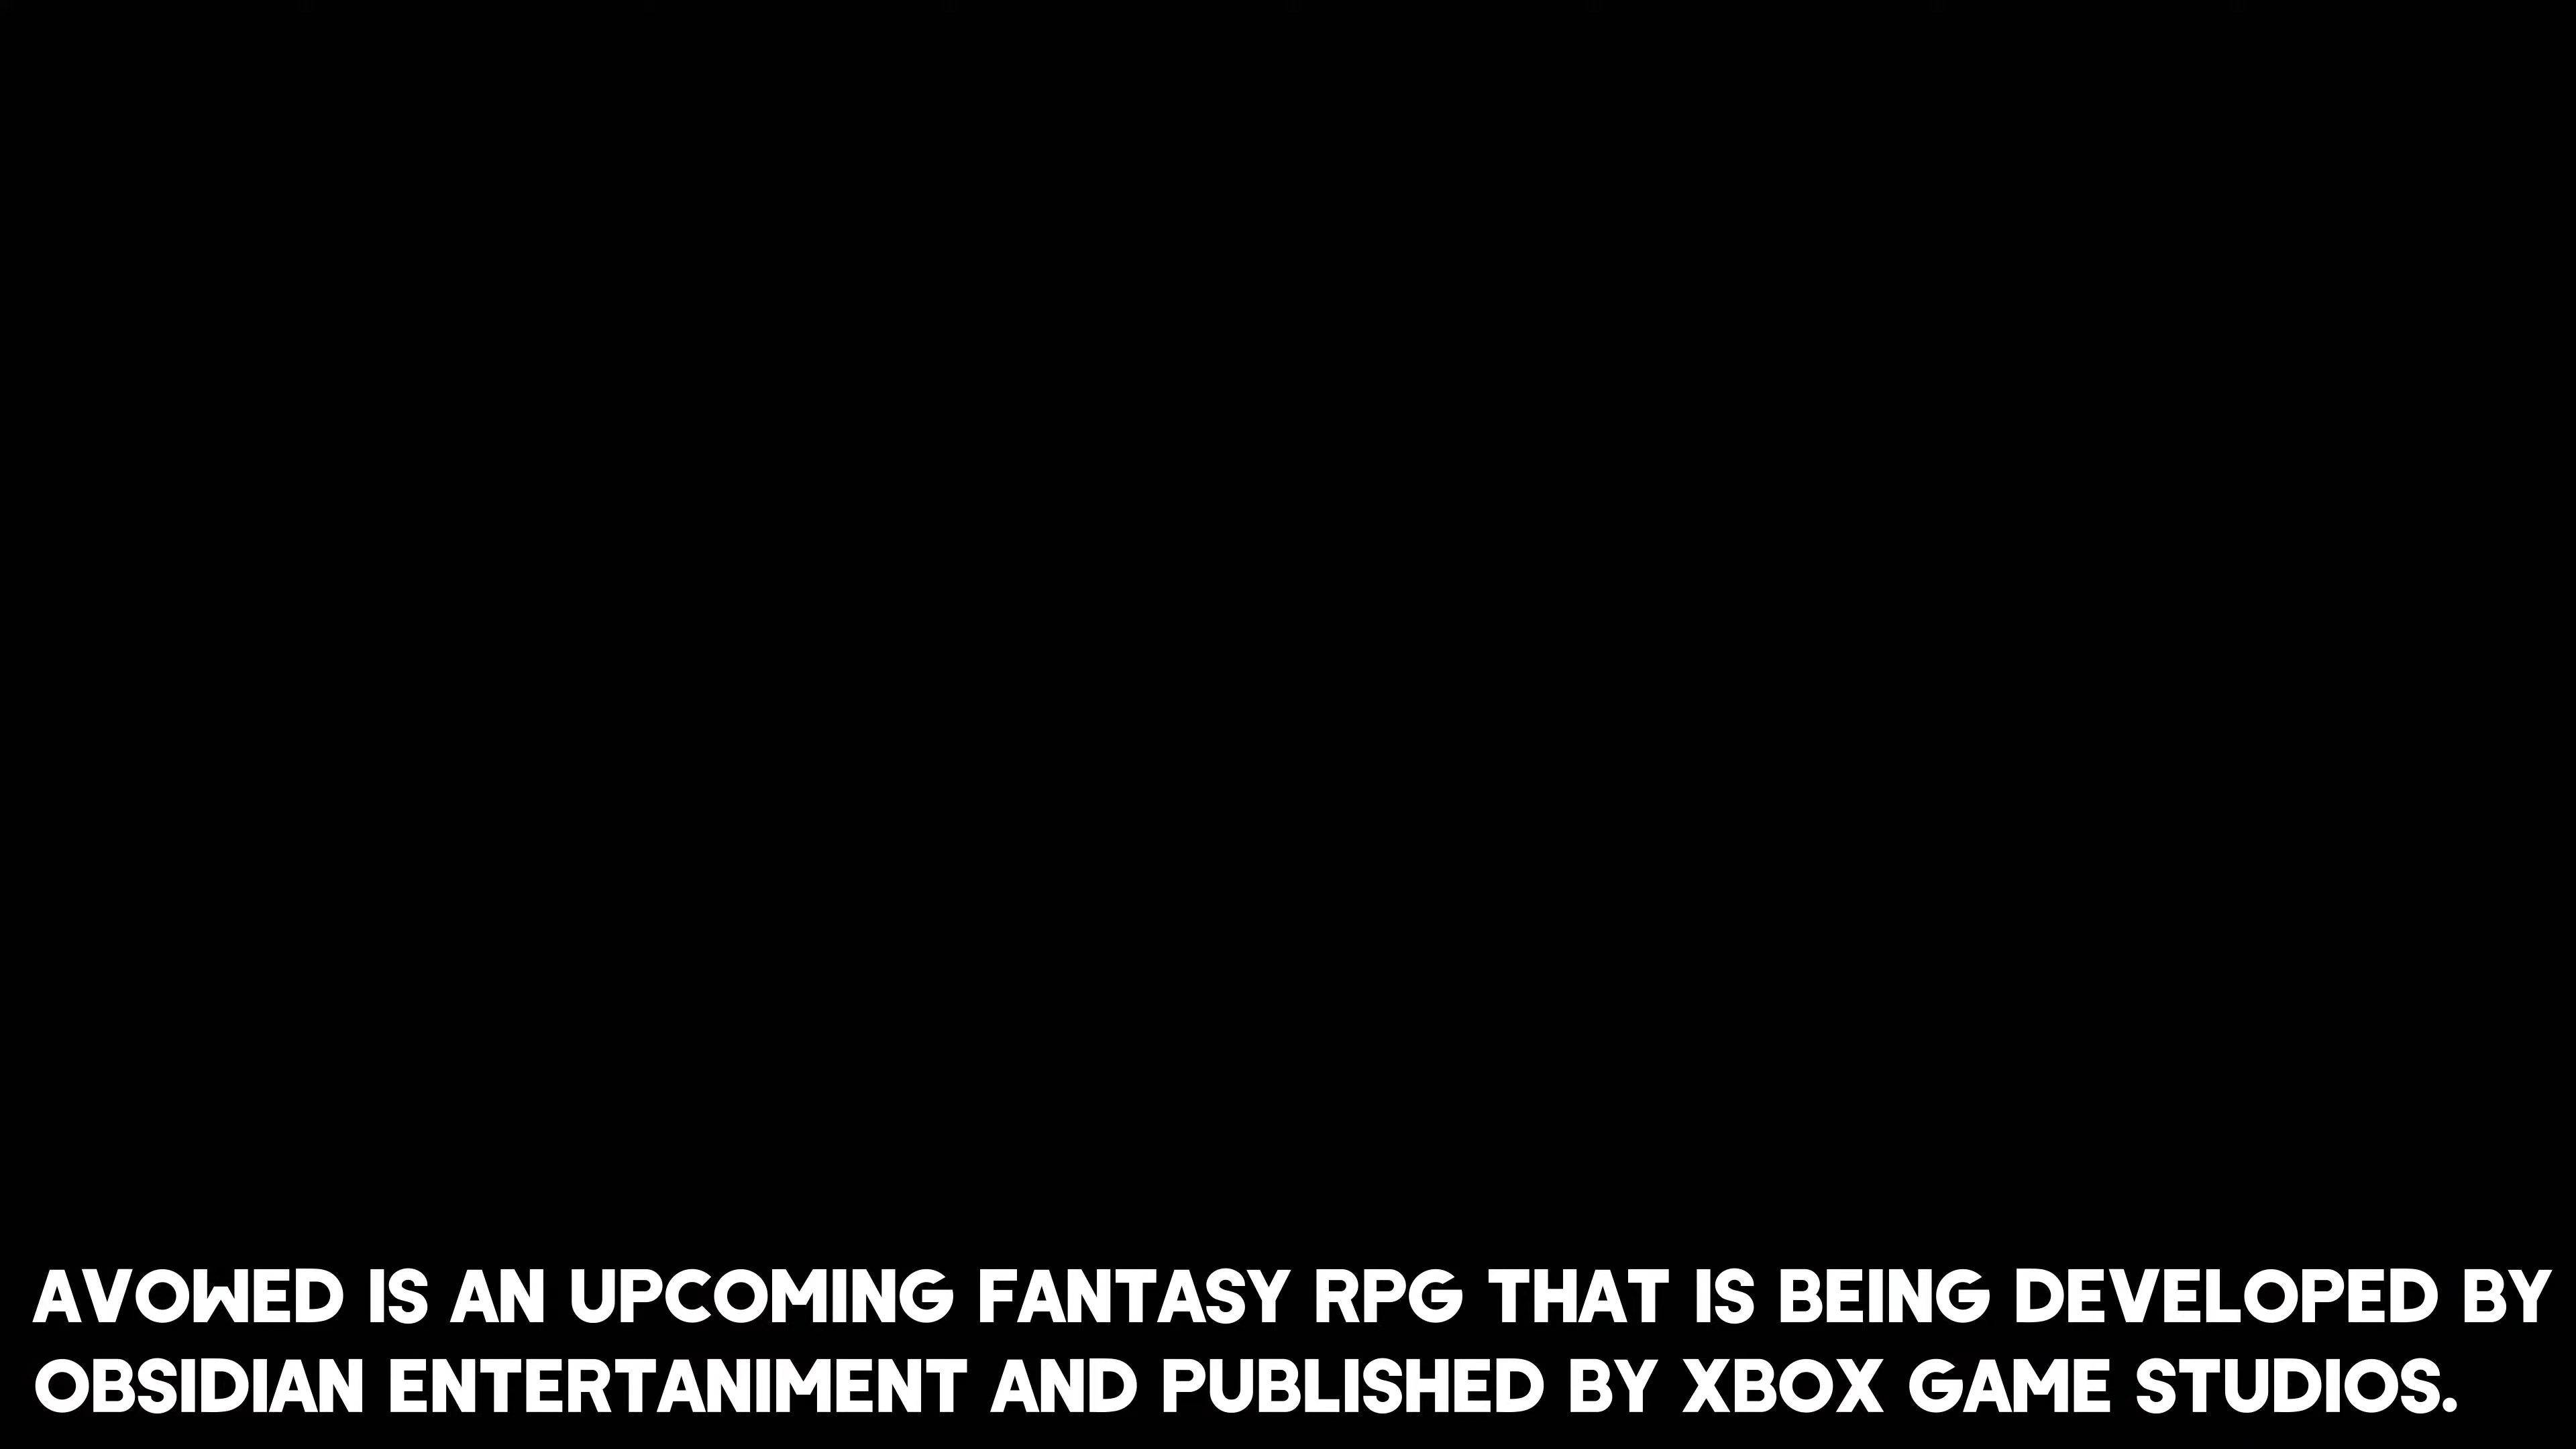 AVOWED IS AN UPCOMING FANTASY RPG THAT IS BEING DEVELOPED BY
OBSIDIAN ENTERTANIMENT AND PUBLISHED BY XBOX GAME STUDIOS.